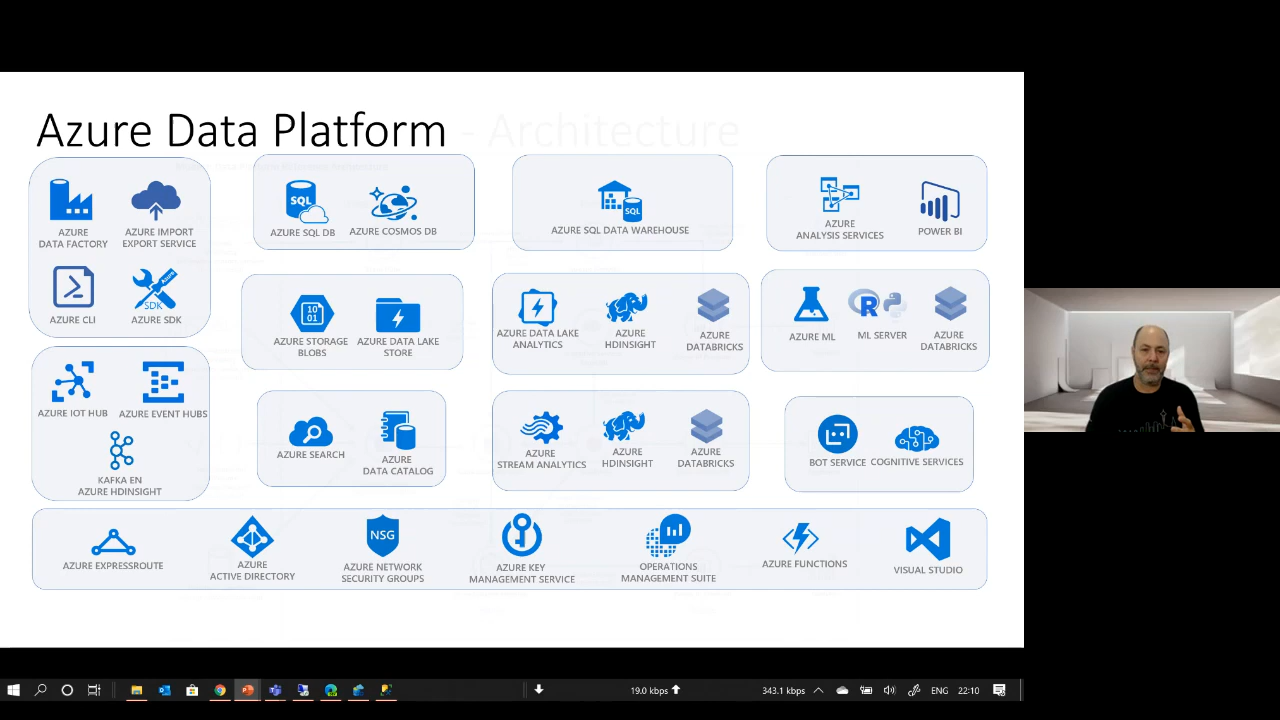 Azure Data Platform - Architecture
AZURE
DATA FACTORY
AZURE IMPORT
EXPORT SERVICE
AZURE CLI
SDK
AZURE SDK
SQL
AZURE SQL DB
AZURE COSMOS DB
SQL
AZURE SQL DATA WAREHOUSE
AZURE
ANALYSIS SERVICES
POWER BI
10
01
AZURE STORAGE
BLOBS
AZURE DATA LAKE
STORE
AZURE DATA LAKE
ANALYTICS
AZURE
HDINSIGHT
AZURE
DATABRICKS
AZURE ML
R
ML SERVER
AZURE
DATABRICKS
AZURE IOT HUB
AZURE EVENT HUBS
KAFKA EN
AZURE HDINSIGHT
AZURE SEARCH
AZURE
DATA CATALOG
AZURE
STREAM ANALYTICS
AZURE
HDINSIGHT
AZURE
DATABRICKS
BOT SERVICE
COGNITIVE SERVICES
AZURE EXPRESSROUTE
AZURE
ACTIVE DIRECTORY
NSG
AZURE NETWORK
SECURITY GROUPS
AZURE KEY
MANAGEMENT SERVICE
OPERATIONS
MANAGEMENT SUITE
AZURE FUNCTIONS
VISUAL STUDIO
19.0 kbps
343.1 kbps
ENG
22:10